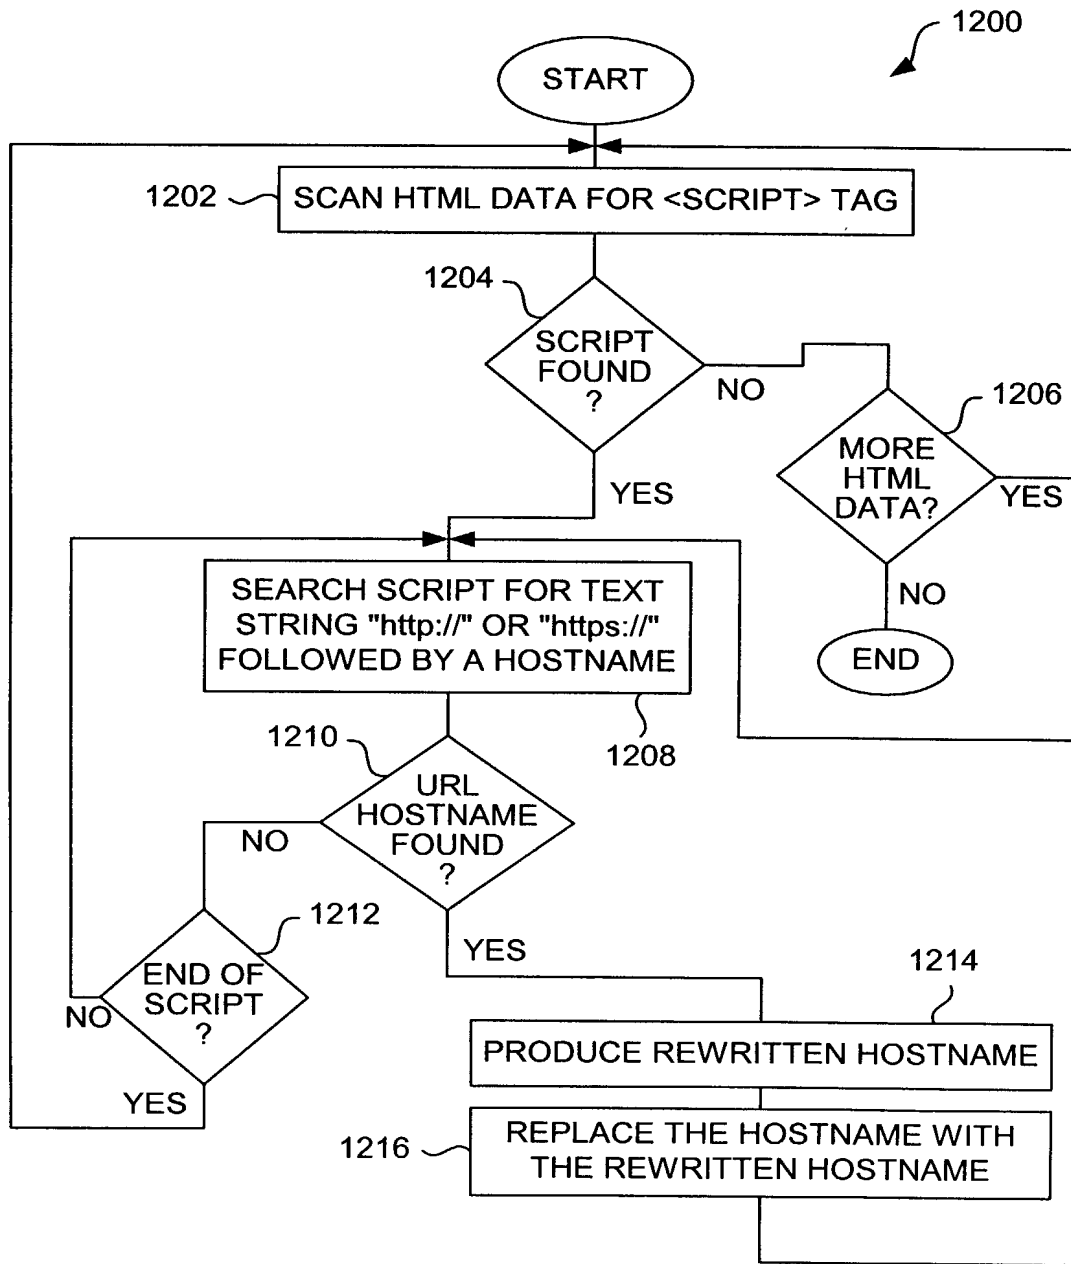 1200
START
1202
SCAN HTML DATA FOR <SCRIPT> TAG
1204
SCRIPT
FOUND
?
NO
1206
MORE
HTML
DATA?
YES
YES
NO
END
SEARCH SCRIPT FOR TEXT
STRING "http://" OR "https://"
FOLLOWED BY A HOSTNAME
1208
1210
URL
HOSTNAME
FOUND
?
NO
1212
END OF
SCRIPT
?
NO
YES
YES
1214
PRODUCE REWRITTEN HOSTNAME
1216
REPLACE THE HOSTNAME WITH
THE REWRITTEN HOSTNAME